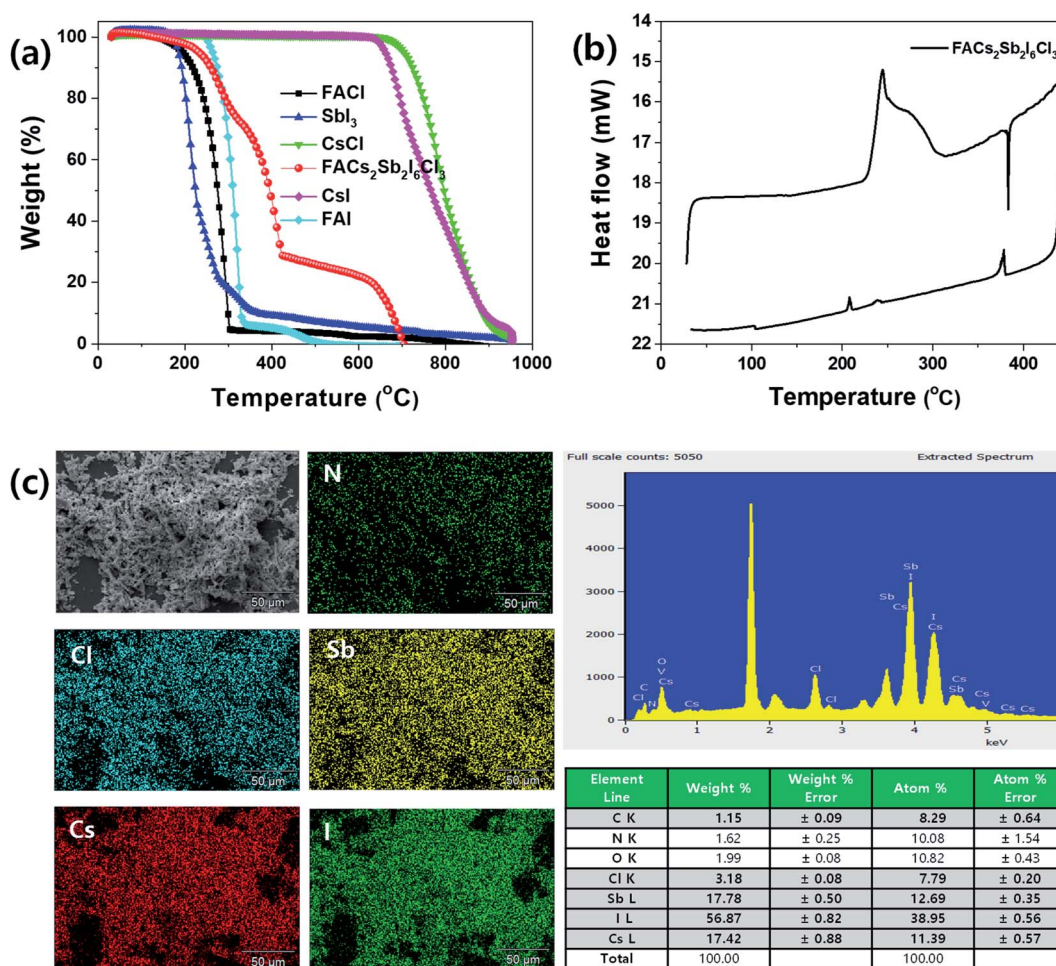 (a)
100
80
60
40
20
0
Weight (%)
FACl
SbI₃
CsCl
FACs₂Sb₂I₆Cl₃
CsI
FAI
0 200 400 600 800 1000
Temperature (°C)
(b)
FACs₂Sb₂I₆Cl₃
15
16
17
18
19
20
21
22
Heat flow (mW)
0 100 200 300 400
Temperature (°C)
(c)
50 µm
N
50 µm
Cl
50 µm
Sb
50 µm
Cs
50 µm
I
50 µm
Full scale counts: 5050 Extracted Spectrum
5000
4000
3000
2000
1000
0
Sb
I
Sb
Cs
I
Cs
O
V
Cs
Cl
C
N
Cs
Cl
Cl
Cs
Sb
Cs
V
Cs
Cs
0 1 2 3 4 5
keV
Element Line Weight % Weight % Error Atom % Atom % Error
C K 1.15 ± 0.09 8.29 ± 0.64
N K 1.62 ± 0.25 10.08 ± 1.54
O K 1.99 ± 0.08 10.82 ± 0.43
Cl K 3.18 ± 0.08 7.79 ± 0.20
Sb L 17.78 ± 0.50 12.69 ± 0.35
I L 56.87 ± 0.82 38.95 ± 0.56
Cs L 17.42 ± 0.88 11.39 ± 0.57
Total 100.00 100.00